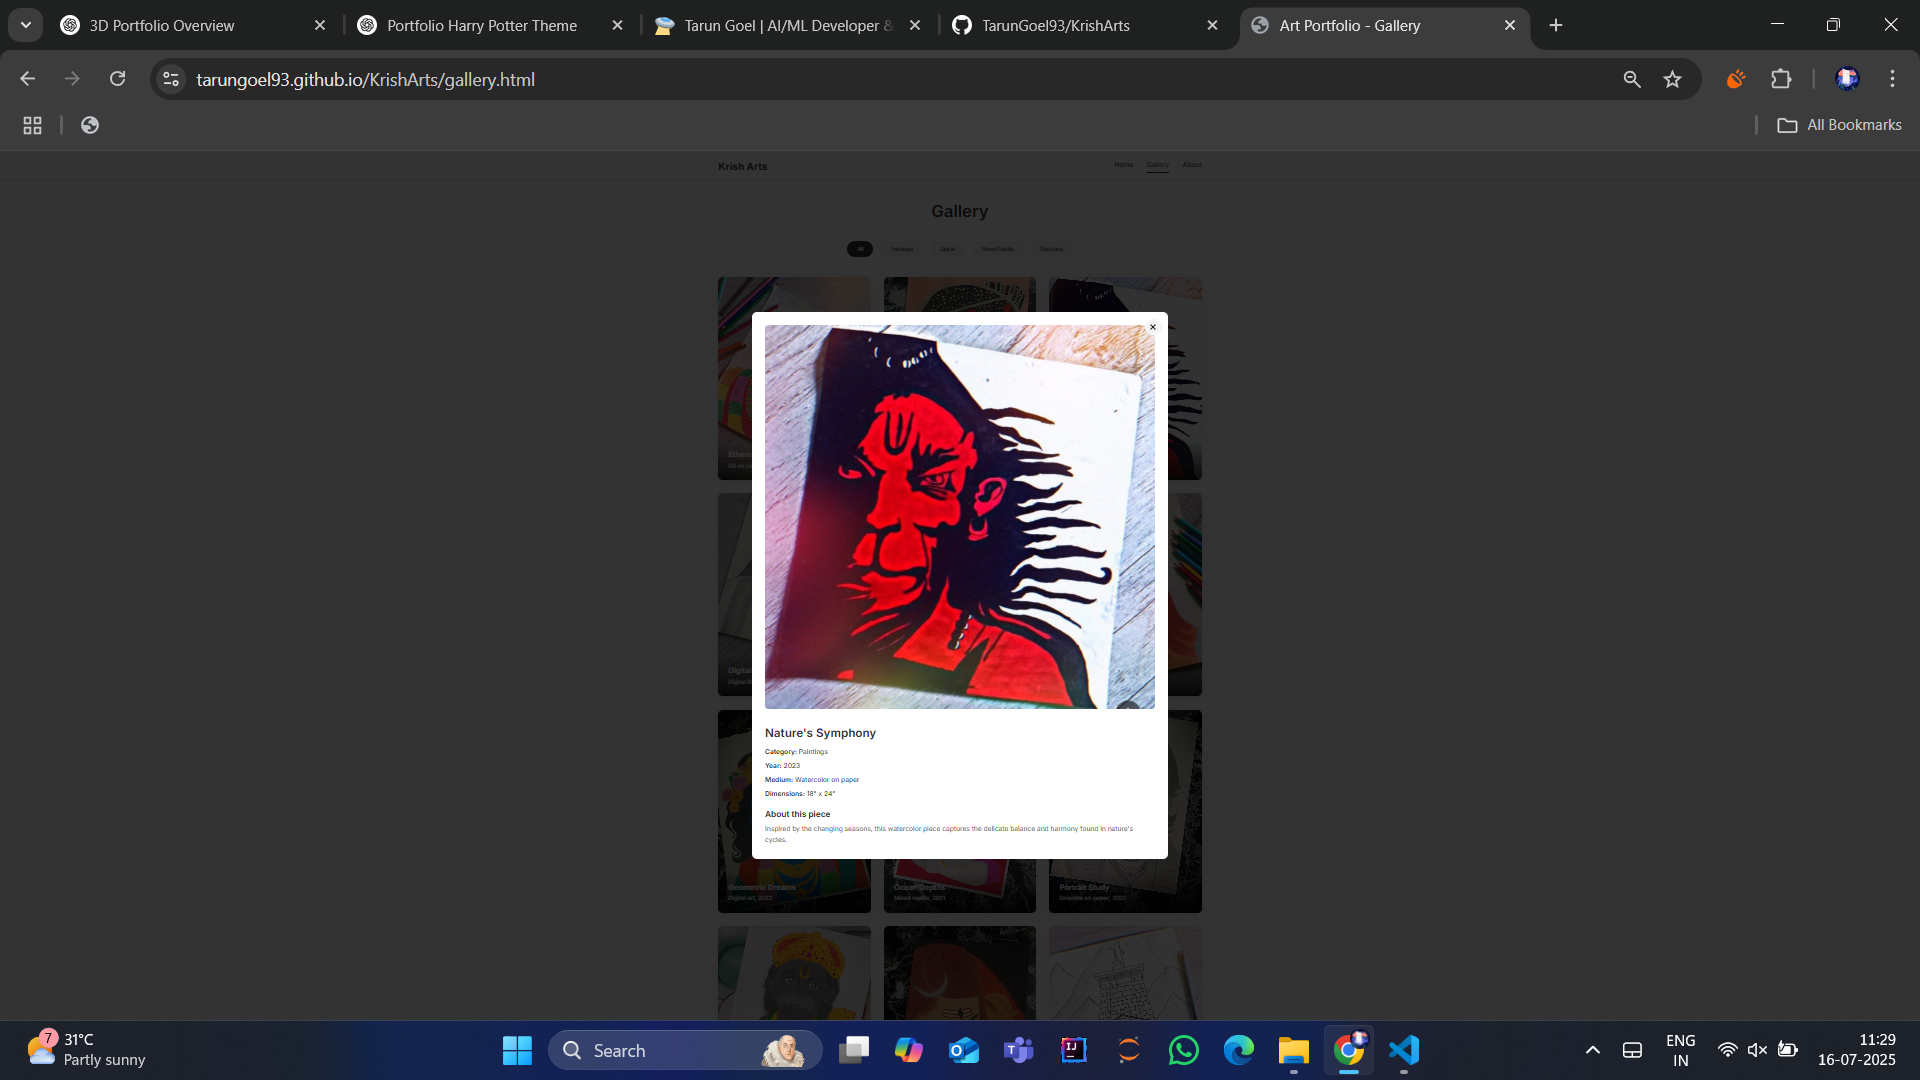 3D Portfolio Overview
Portfolio Harry Potter Theme
Tarun Goel | AI/ML Developer &
TarunGoel93/KrishArts
Art Portfolio - Gallery
tarungoel93.github.io/KrishArts/gallery.html
All Bookmarks
Krish Arts
Home Gallery About
Gallery
All Paintings Digital Mixed Media Sketches
Nature's Symphony
Category: Paintings
Year: 2023
Medium: Watercolor on paper
Dimensions: 18" x 24"
About this piece
Inspired by the changing seasons, this watercolor piece captures the delicate balance and harmony found in nature's
cycles.
Geometric Dreams
Digital art, 2022
Ocean Depths
Mixed media, 2021
Portrait Study
Graphite on paper, 2021
7
31°C
Partly sunny
Search
ENG
IN
11:29
16-07-2025